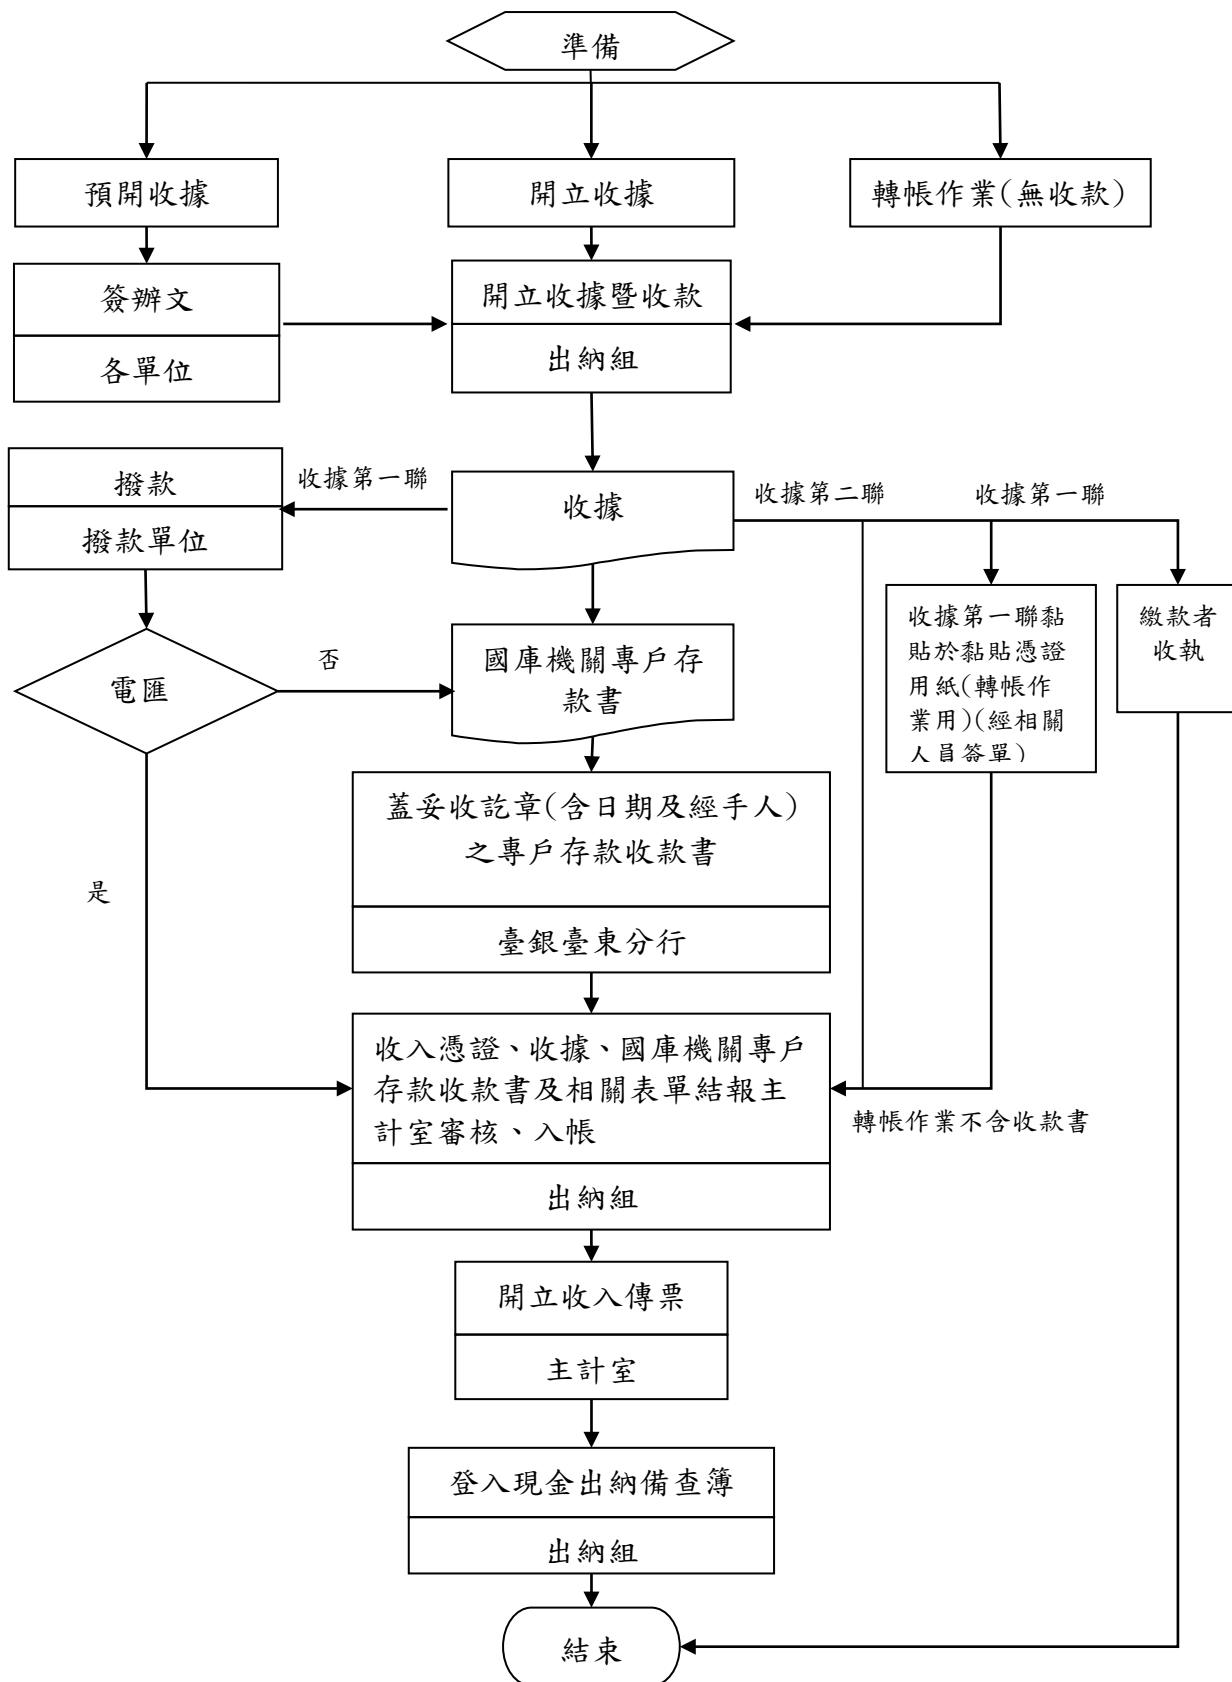 準備
預開收據
開立收據
轉帳作業(無收款)
簽辦文
各單位
開立收據暨收款
出納組
撥款
撥款單位
收據第一聯
收據
收據第二聯
收據第一聯
收據第一聯黏
貼於黏貼憑證
用紙(轉帳作
業用)(經相關
人員簽單)
繳款者
收執
電匯
否
國庫機關專戶存
款書
蓋妥收訖章(含日期及經手人)
之專戶存款收款書
臺銀臺東分行
是
收入憑證、收據、國庫機關專戶
存款收款書及相關表單結報主
計室審核、入帳
出納組
轉帳作業不含收款書
開立收入傳票
主計室
登入現金出納備查簿
出納組
結束